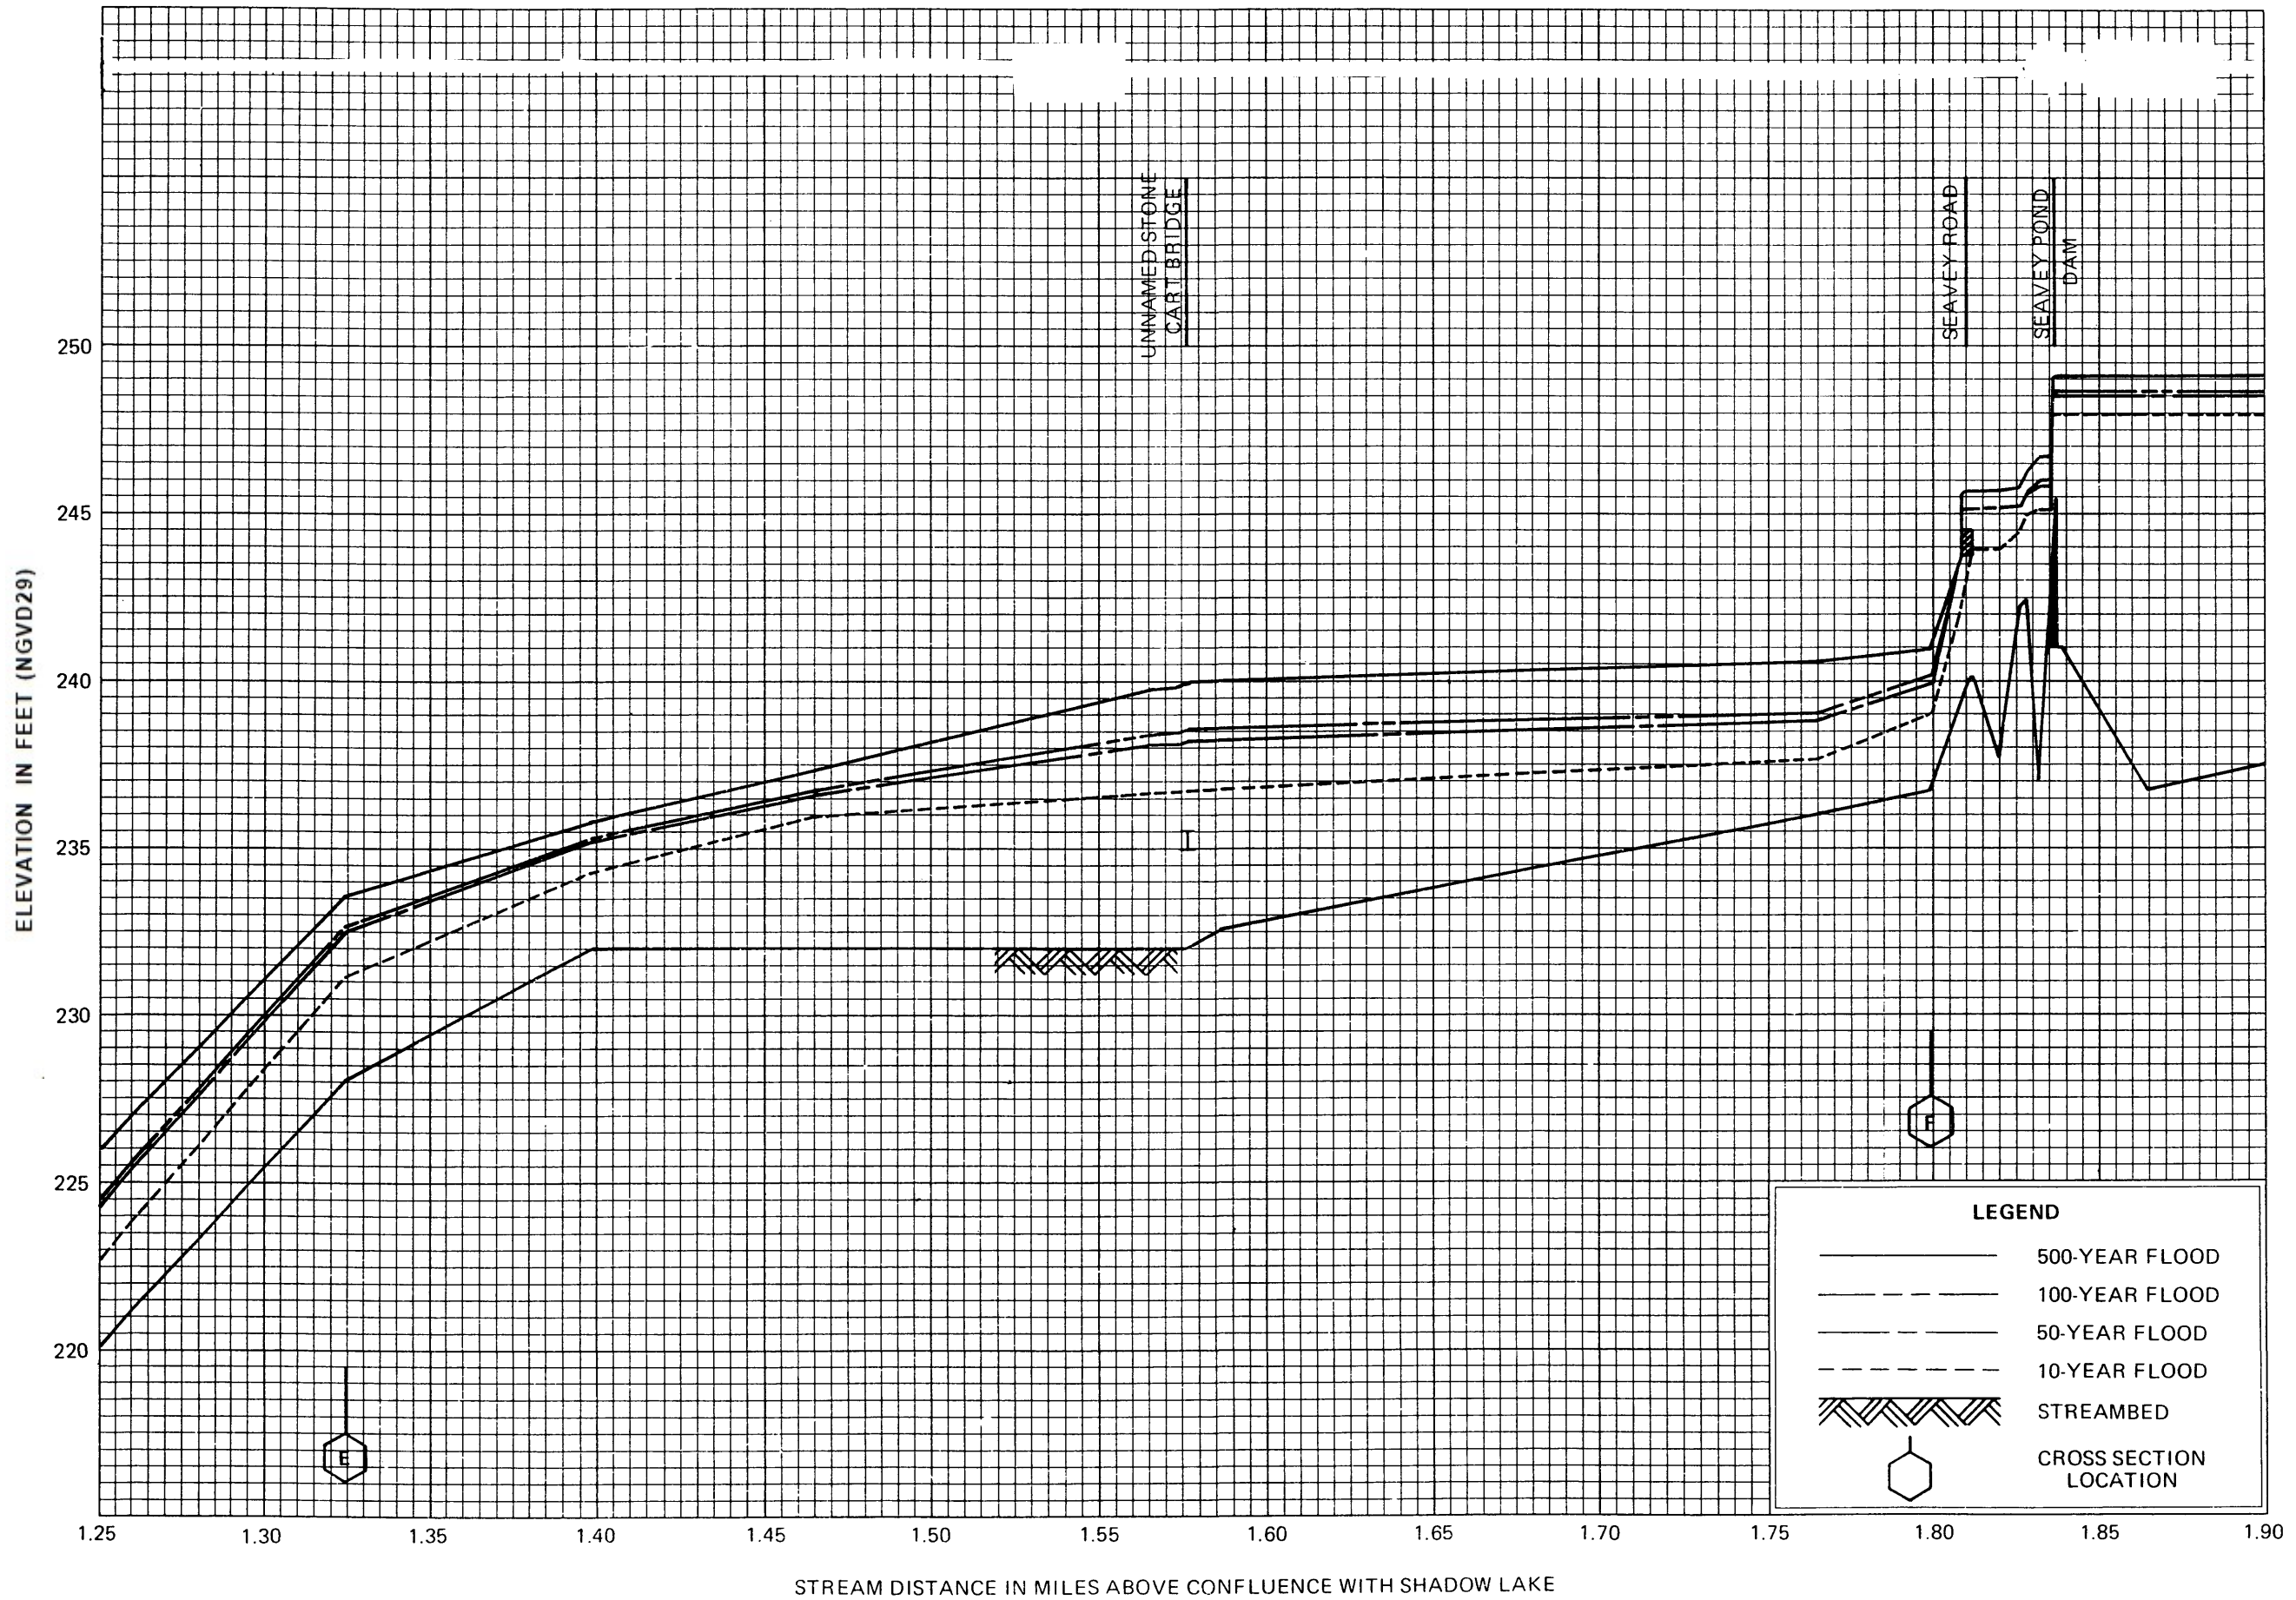 UNNAMED STONE
CART BRIDGE
SEAVEY ROAD
SEAVEY POND
DAM
ELEVATION IN FEET (NGVD29)
250
245
240
235
230
225
220
E
F
LEGEND
500-YEAR FLOOD
100-YEAR FLOOD
50-YEAR FLOOD
10-YEAR FLOOD
STREAMBED
CROSS SECTION
LOCATION
1.25 1.30 1.35 1.40 1.45 1.50 1.55 1.60 1.65 1.70 1.75 1.80 1.85 1.90
STREAM DISTANCE IN MILES ABOVE CONFLUENCE WITH SHADOW LAKE